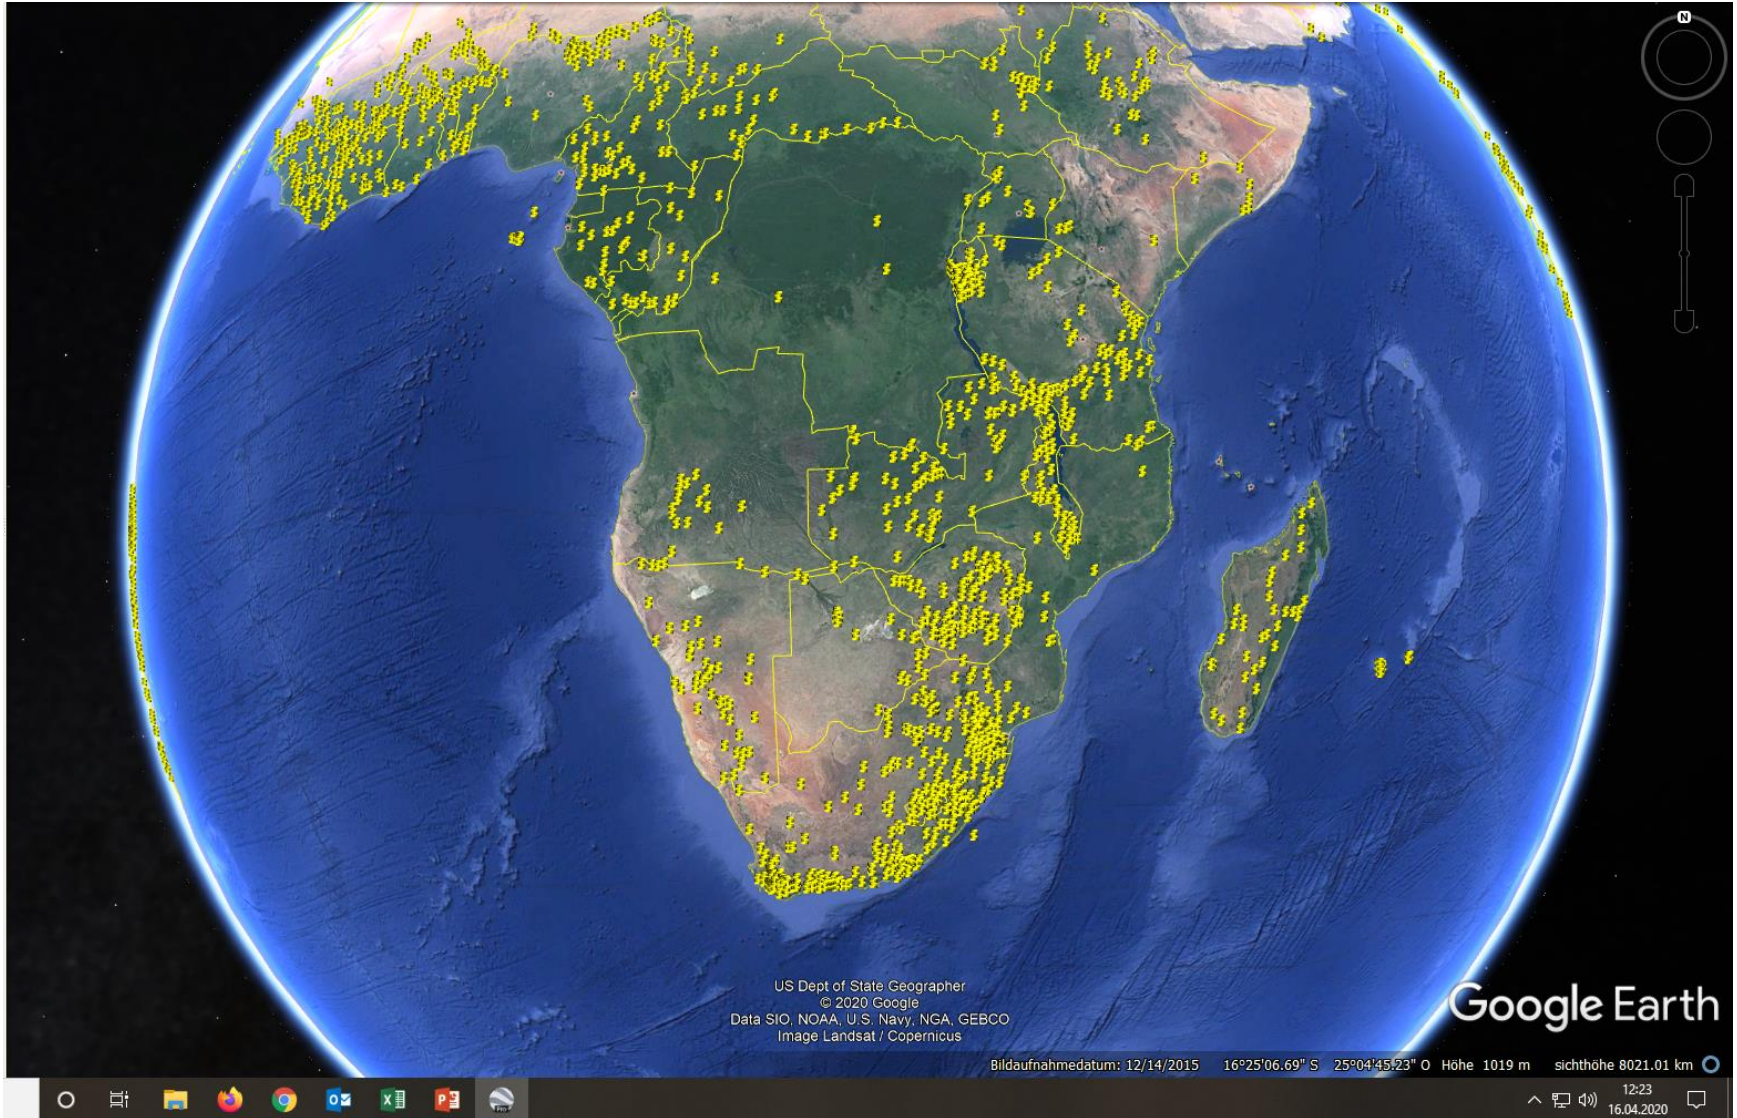 N
US Dept of State Geographer
© 2020 Google
Data SIO, NOAA, U.S. Navy, NGA, GEBCO
Image Landsat / Copernicus
Google Earth
Bildaufnahmedatum: 12/14/2015 16°25'06.69" S 25°04'45.23" O Höhe 1019 m sichthöhe 8021.01 km
12:23
16.04.2020